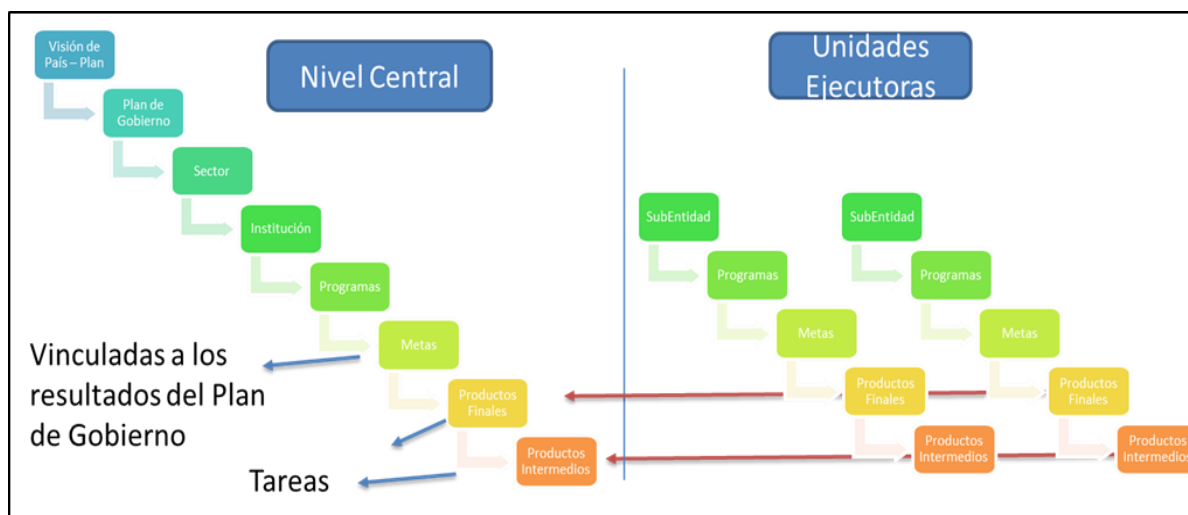 Visión de
País – Plan
Plan de
Gobierno
Sector
Institución
Programas
Metas
Productos
Finales
Productos
Intermedios
Nivel Central
Vinculadas a los
resultados del Plan
de Gobierno
Tareas
Unidades
Ejecutoras
SubEntidad
Programas
Metas
Productos
Finales
Productos
Intermedios
SubEntidad
Programas
Metas
Productos
Finales
Productos
Intermedios